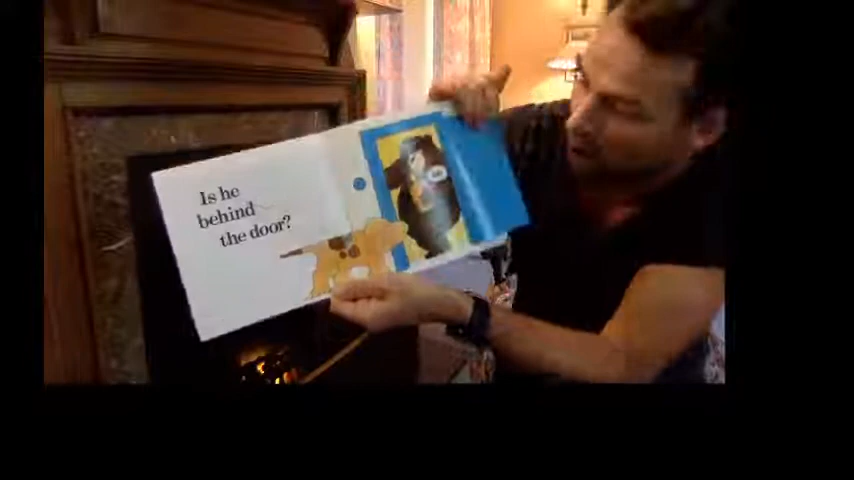 Is he
behind
the door?